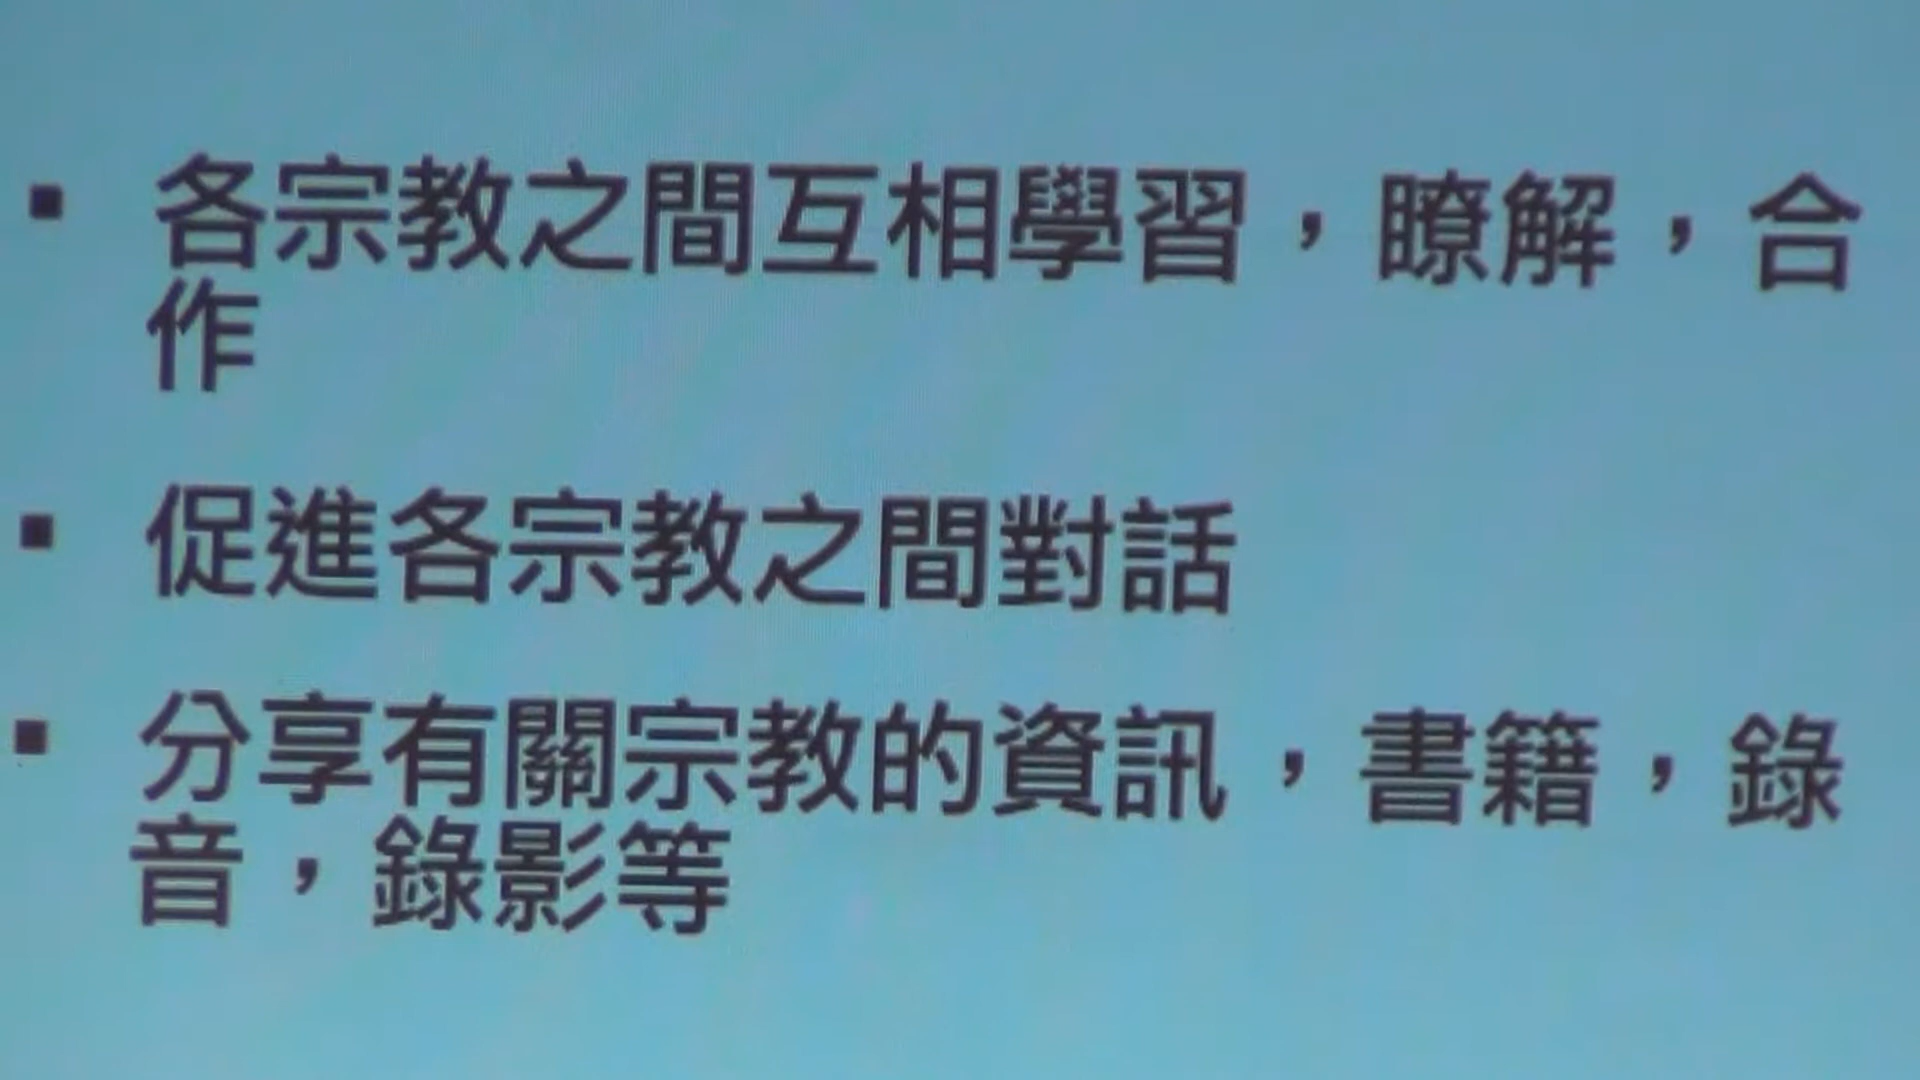 ▪ 各宗教之間互相學習，瞭解，合
作
▪ 促進各宗教之間對話
▪ 分享有關宗教的資訊，書籍，錄
音，錄影等